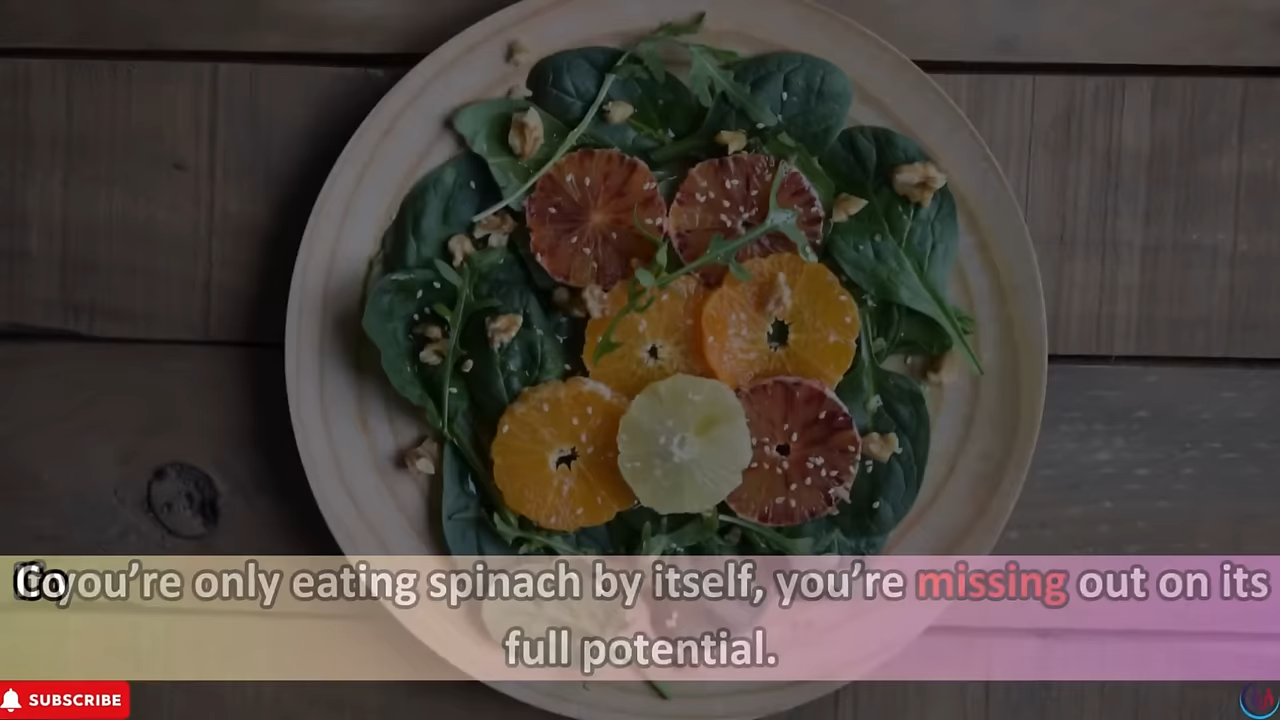 you’re only eating spinach by itself, you’re missing out on its
full potential.
SUBSCRIBE